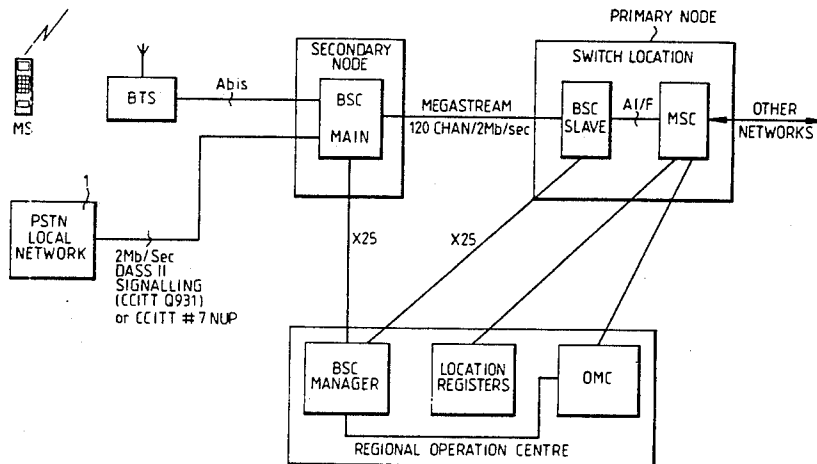 PRIMARY NODE
SECONDARY
NODE
SWITCH LOCATION
MS
BTS
Abis
BSC
MAIN
MEGASTREAM
120 CHAN/2Mb/sec
BSC
SLAVE
AI/F
MSC
OTHER
NETWORKS
1
PSTN
LOCAL
NETWORK
2Mb/Sec
DASS II
SIGNALLING
(CCITT Q931)
or CCITT #7 NUP
X25
X25
BSC
MANAGER
LOCATION
REGISTERS
OMC
REGIONAL OPERATION CENTRE